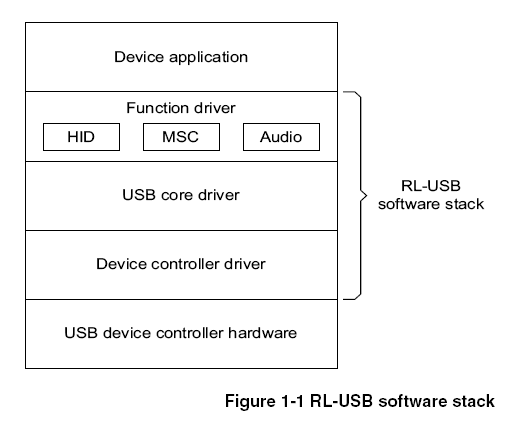 Device application
Function driver
HID
MSC
Audio
USB core driver
Device controller driver
USB device controller hardware
RL-USB
software stack
Figure 1-1 RL-USB software stack